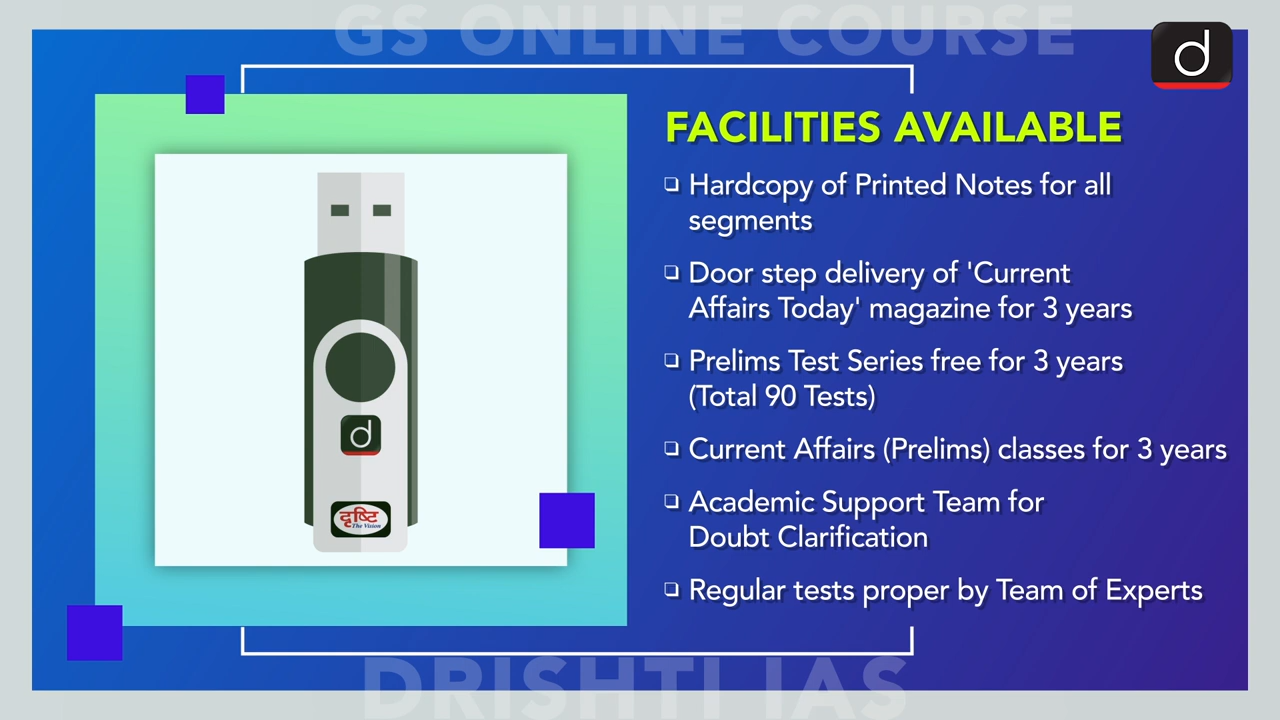 GS ONLINE COURSE
d
FACILITIES AVAILABLE
❑ Hardcopy of Printed Notes for all
segments
❑ Door step delivery of 'Current
Affairs Today' magazine for 3 years
❑ Prelims Test Series free for 3 years
(Total 90 Tests)
❑ Current Affairs (Prelims) classes for 3 years
❑ Academic Support Team for
Doubt Clarification
❑ Regular tests proper by Team of Experts
d
दृष्टि
The Vision
DRISHTI IAS